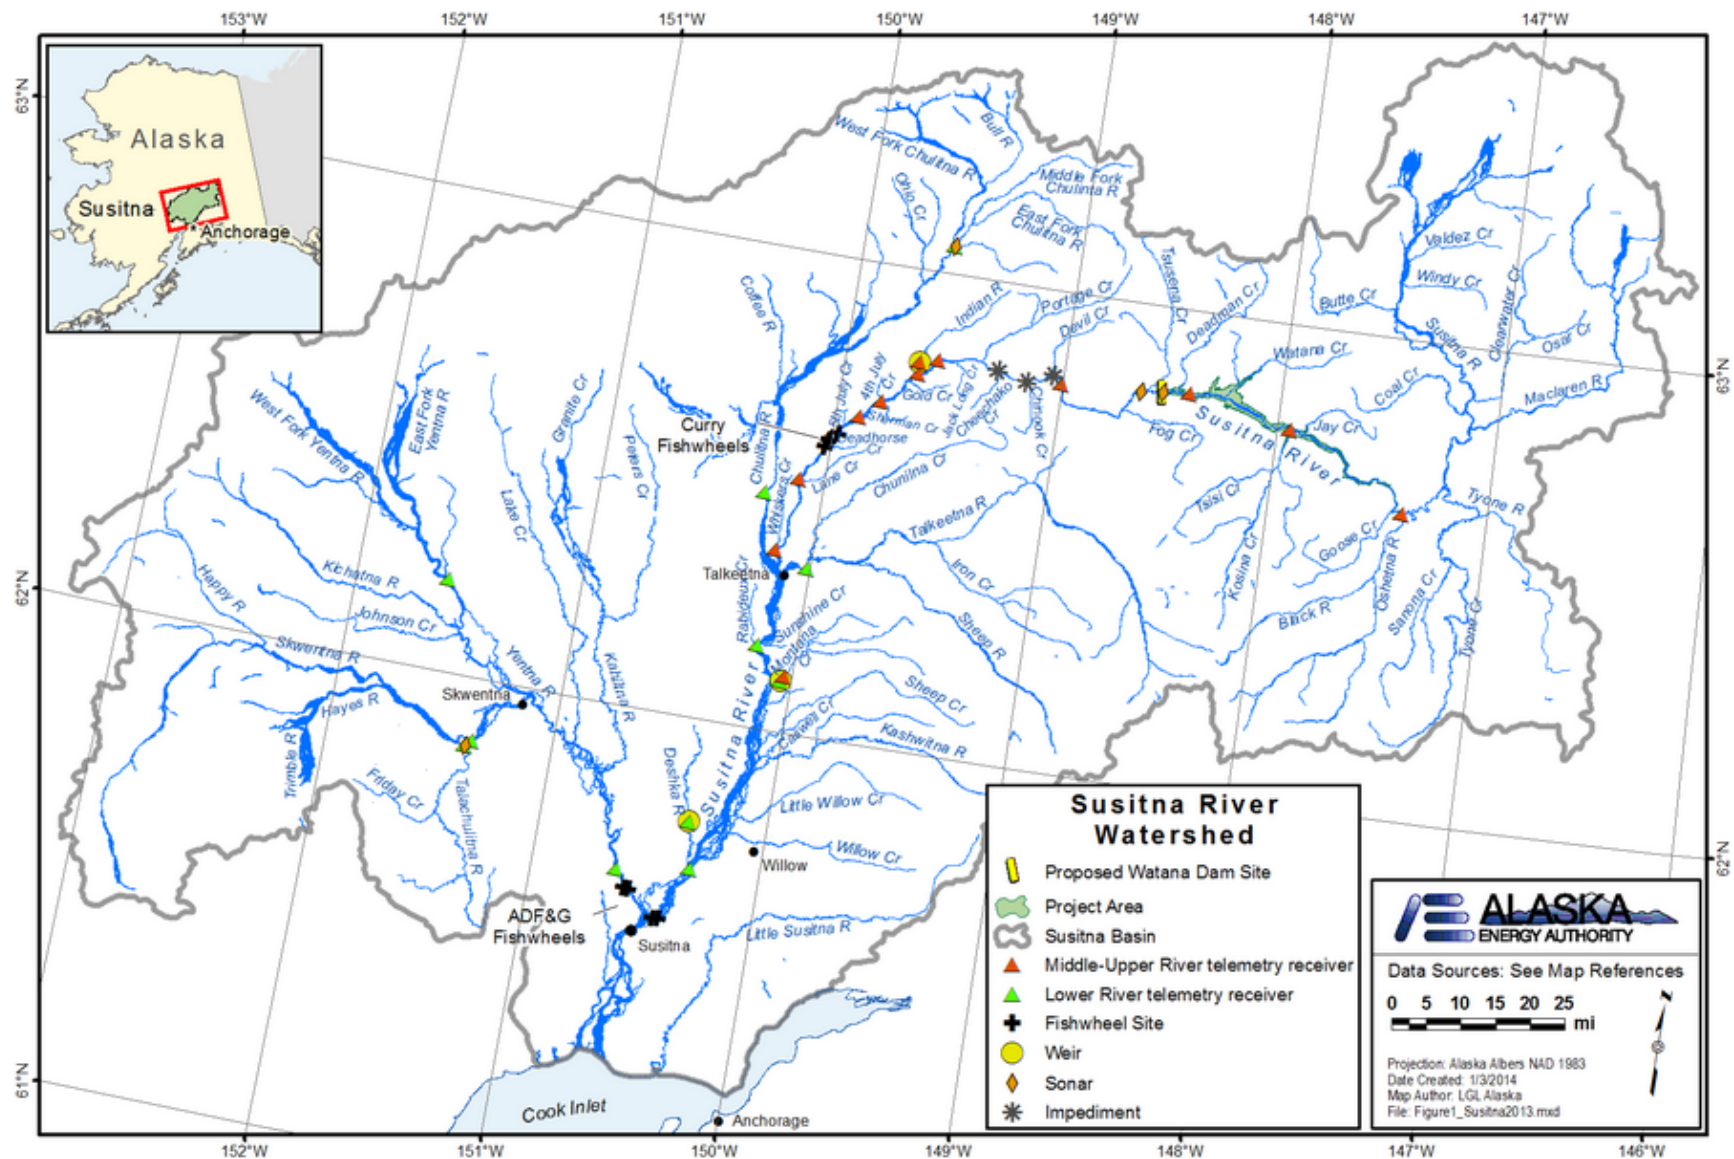 153°W
152°W
151°W
150°W
149°W
148°W
147°W
63°N
62°N
61°N
63°N
62°N
152°W
151°W
150°W
149°W
148°W
147°W
146°W
Alaska
Susitna
Anchorage
Bull R
West Fork Chulitna R
Middle Fork
Chulinta R
Ohio Cr
East Fork
Chulitna R
Tsusena Cr
Valdez Cr
Windy Cr
Clearwater Cr
Butte Cr
Susitna R
Osar Cr
Coffee R
Indian R
Portage Cr
Devil Cr
Deadman Cr
Watana Cr
Coal Cr
Maclaren R
East Fork
Yentna R
West Fork Yentna R
Granite Cr
Peters Cr
Lake Cr
Curry
Fishwheels
Chulitna R
4th July
Cr
Gold Cr
Sherman Cr
Deadhorse
Cr
Jack Long Cr
Cheechako
Cr
Chinook Cr
Fog Cr
Susitna River
Jay Cr
Whiskers Cr
Lane Cr
Chunilna Cr
Talkeetna R
Tsisi Cr
Kosina Cr
Goose Cr
Oshetna R
Tyone R
Black R
Sanona Cr
Tyone Cr
Iron Cr
Sheep R
Talkeetna
Rabideux Cr
Sunshine Cr
Montana
Cr
Kichatna R
Happy R
Johnson Cr
Skwentna R
Yentna R
Kahiltna R
Skwentna
Hayes R
Trimble R
Friday Cr
Talachulitna R
Deshka R
Susitna River
Sheep Cr
Caswell Cr
Kashwitna R
Little Willow Cr
Willow Cr
Willow
ADF&G
Fishwheels
Susitna
Little Susitna R
Cook Inlet
Anchorage
Susitna River
Watershed
Proposed Watana Dam Site
Project Area
Susitna Basin
Middle-Upper River telemetry receiver
Lower River telemetry receiver
Fishwheel Site
Weir
Sonar
Impediment
ALASKA
ENERGY AUTHORITY
Data Sources: See Map References
0 5 10 15 20 25
mi
N
Projection: Alaska Albers NAD 1983
Date Created: 1/3/2014
Map Author: LGL Alaska
File: Figure1_Susitna2013.mxd